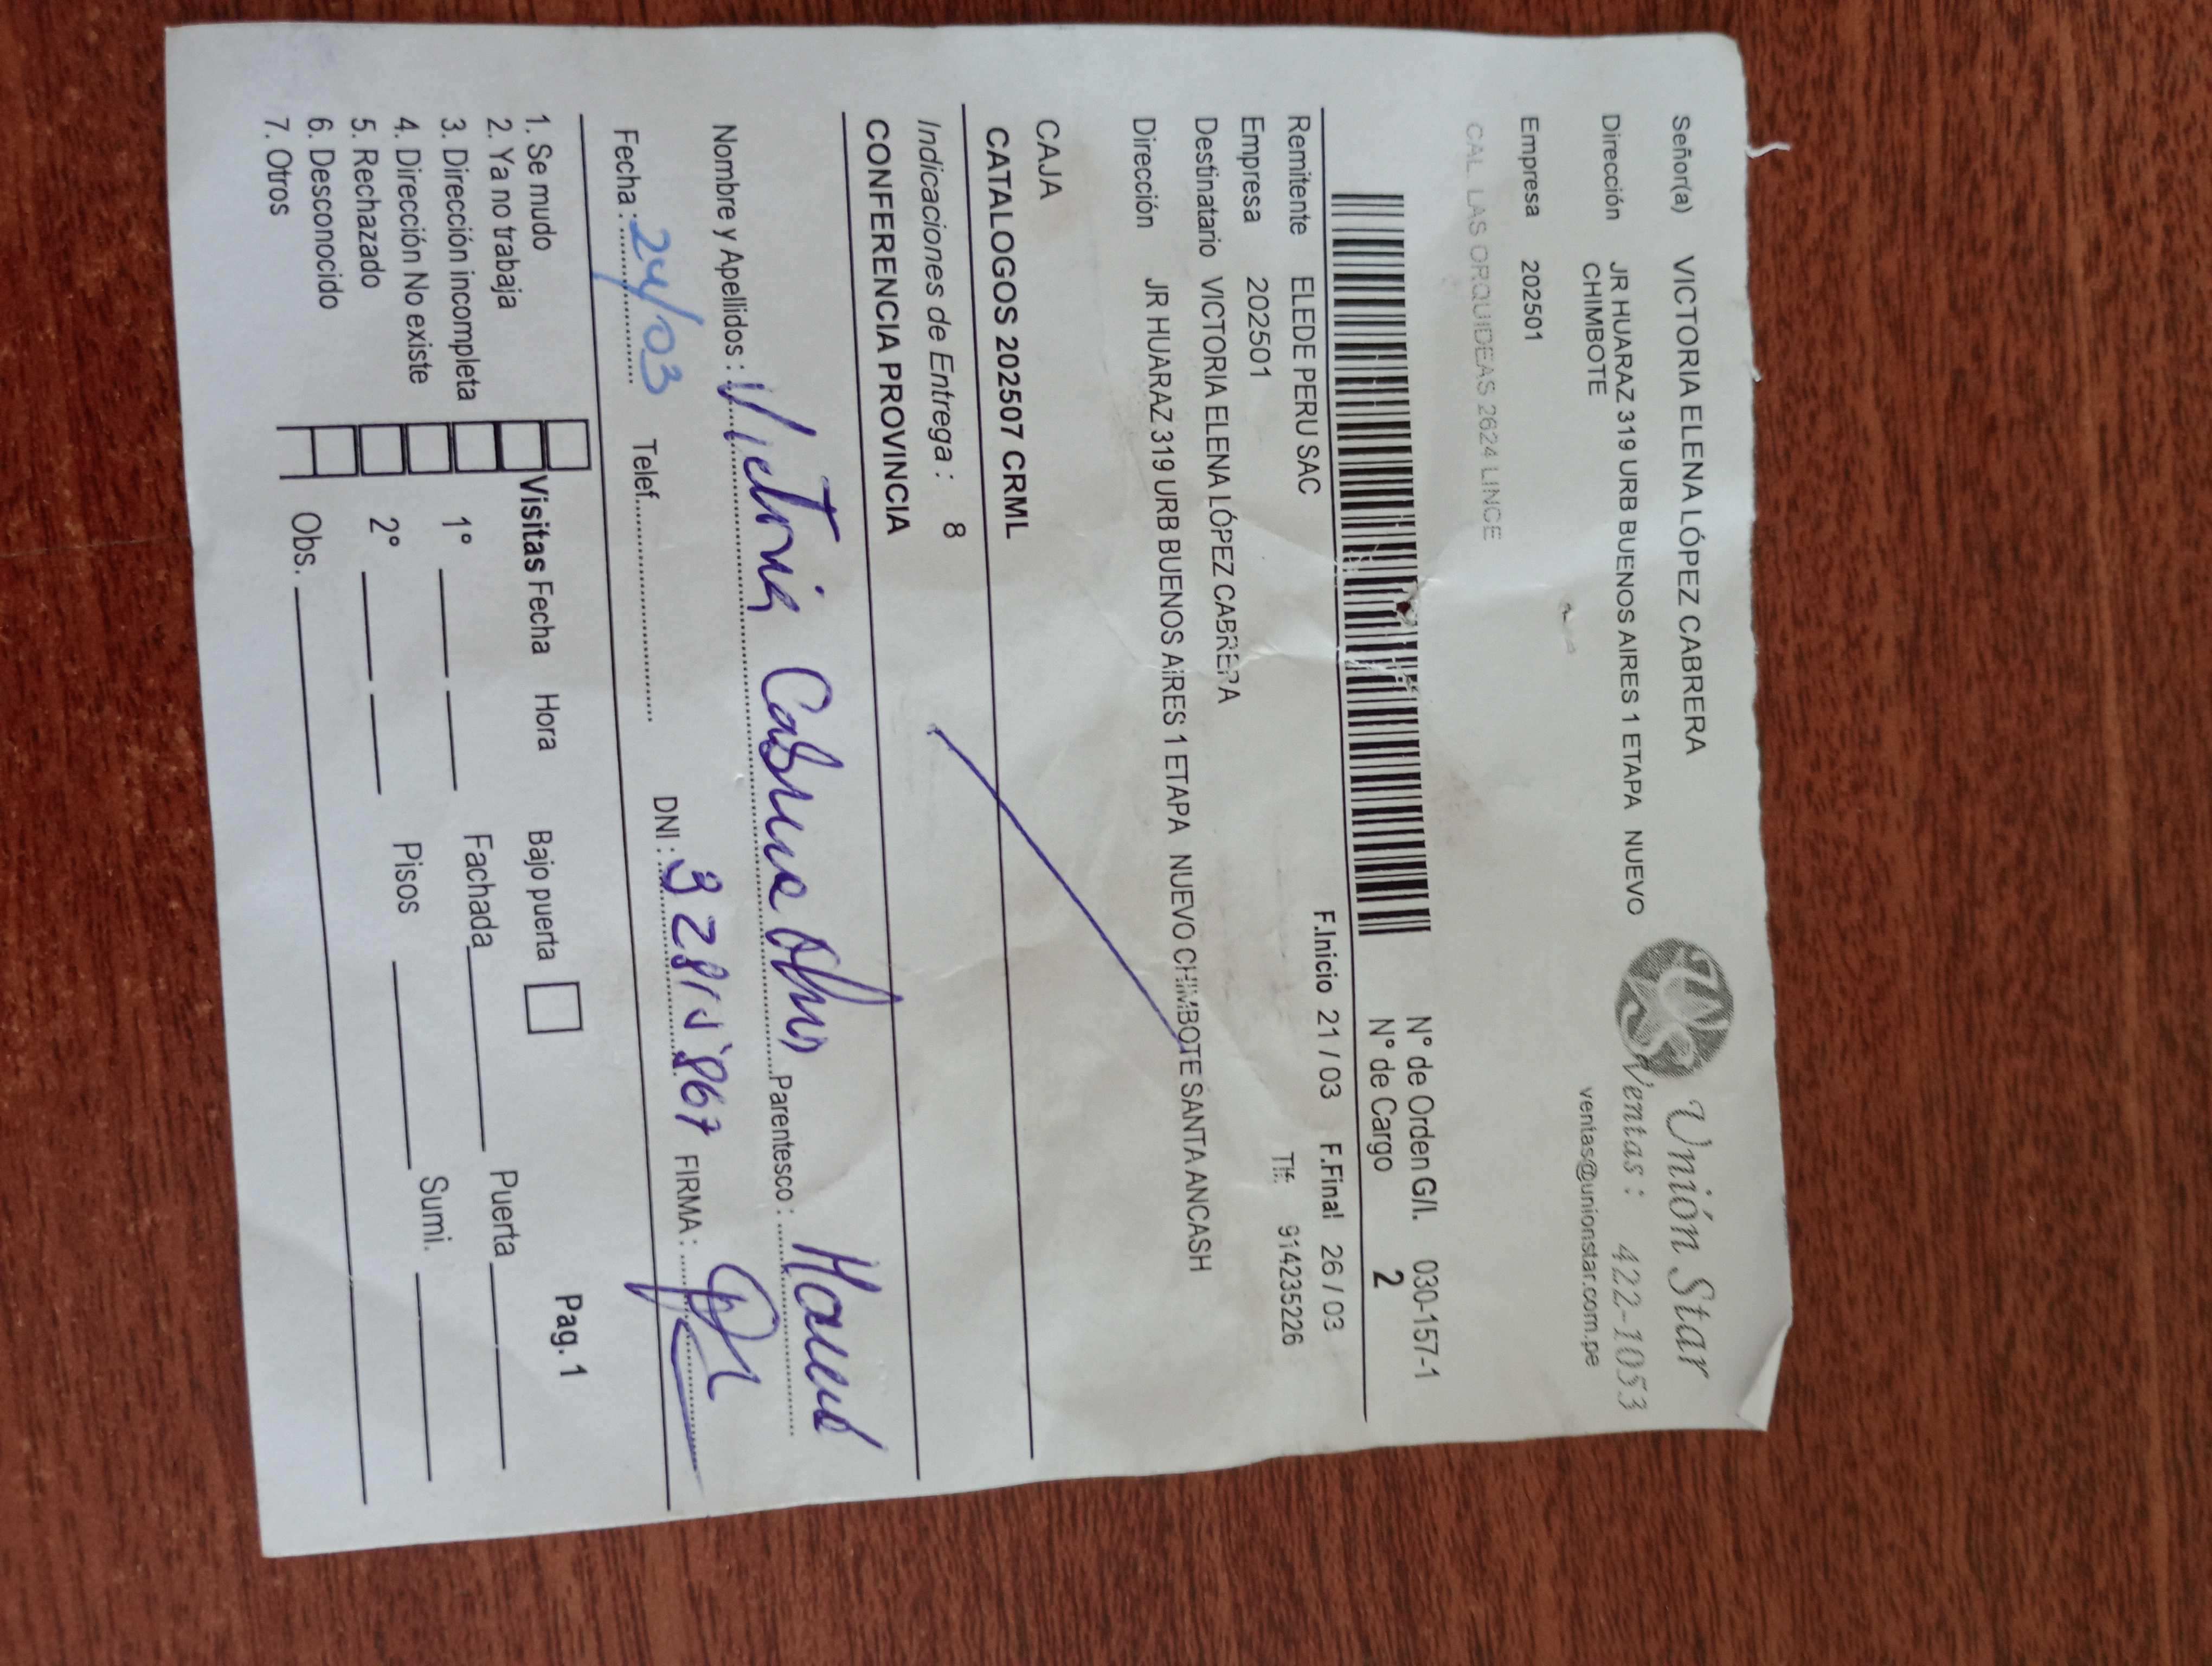 Señor(a) VICTORIA ELENA LÓPEZ CABRERA
Unión Star
Dirección JR HUARAZ 319 URB BUENOS AIRES 1 ETAPA NUEVO
CHIMBOTE
Ventas: 422-1053
ventas@unionstar.com.pe
Empresa 202501
CAL. LAS ORQUIDEAS 2624 LINCE
N° de Orden G/I. 030-157-1
N° de Cargo 2
F.Inicio 21 / 03 F.Final 26 / 03
Remitente ELEDE PERU SAC
Empresa 202501 Tlf. 914235226
Destinatario VICTORIA ELENA LÓPEZ CABRERA
Dirección JR HUARAZ 319 URB BUENOS AIRES 1 ETAPA NUEVO CHIMBOTE SANTA ANCASH
CAJA
CATALOGOS 202507 CRML
Indicaciones de Entrega : 8
CONFERENCIA PROVINCIA
Nombre y Apellidos : Victoria Parentesco :
Fecha : 24/03 Telef. DNI : FIRMA :
Pag. 1
1. Se mudo
2. Ya no trabaja
3. Dirección incompleta
4. Dirección No existe
5. Rechazado
6. Desconocido
7. Otros
Visitas Fecha Hora Bajo puerta
1° Fachada Puerta
2° Pisos Sumi.
Obs.